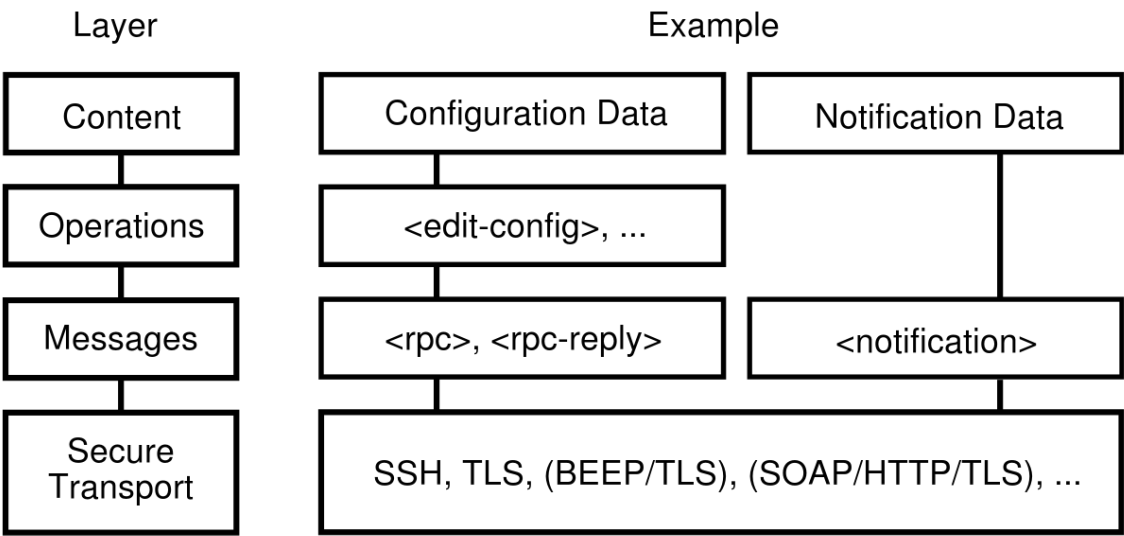 Layer
Example
Content
Configuration Data
Notification Data
Operations
<edit-config>, ...
Messages
<rpc>, <rpc-reply>
<notification>
Secure
Transport
SSH, TLS, (BEEP/TLS), (SOAP/HTTP/TLS), ...